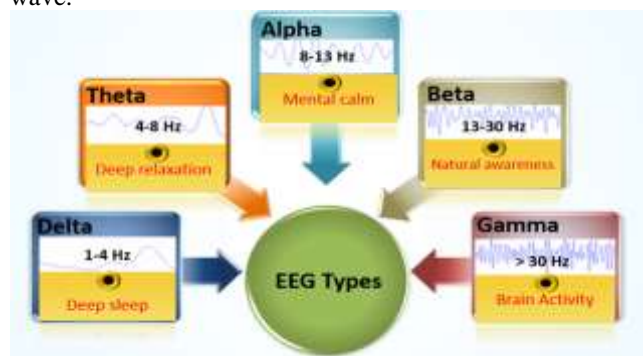 wave.
Alpha
8-13 Hz
Mental calm
Theta
4-8 Hz
Deep relaxation
Beta
13-30 Hz
Natural awareness
Delta
1-4 Hz
Deep sleep
Gamma
> 30 Hz
Brain Activity
EEG Types